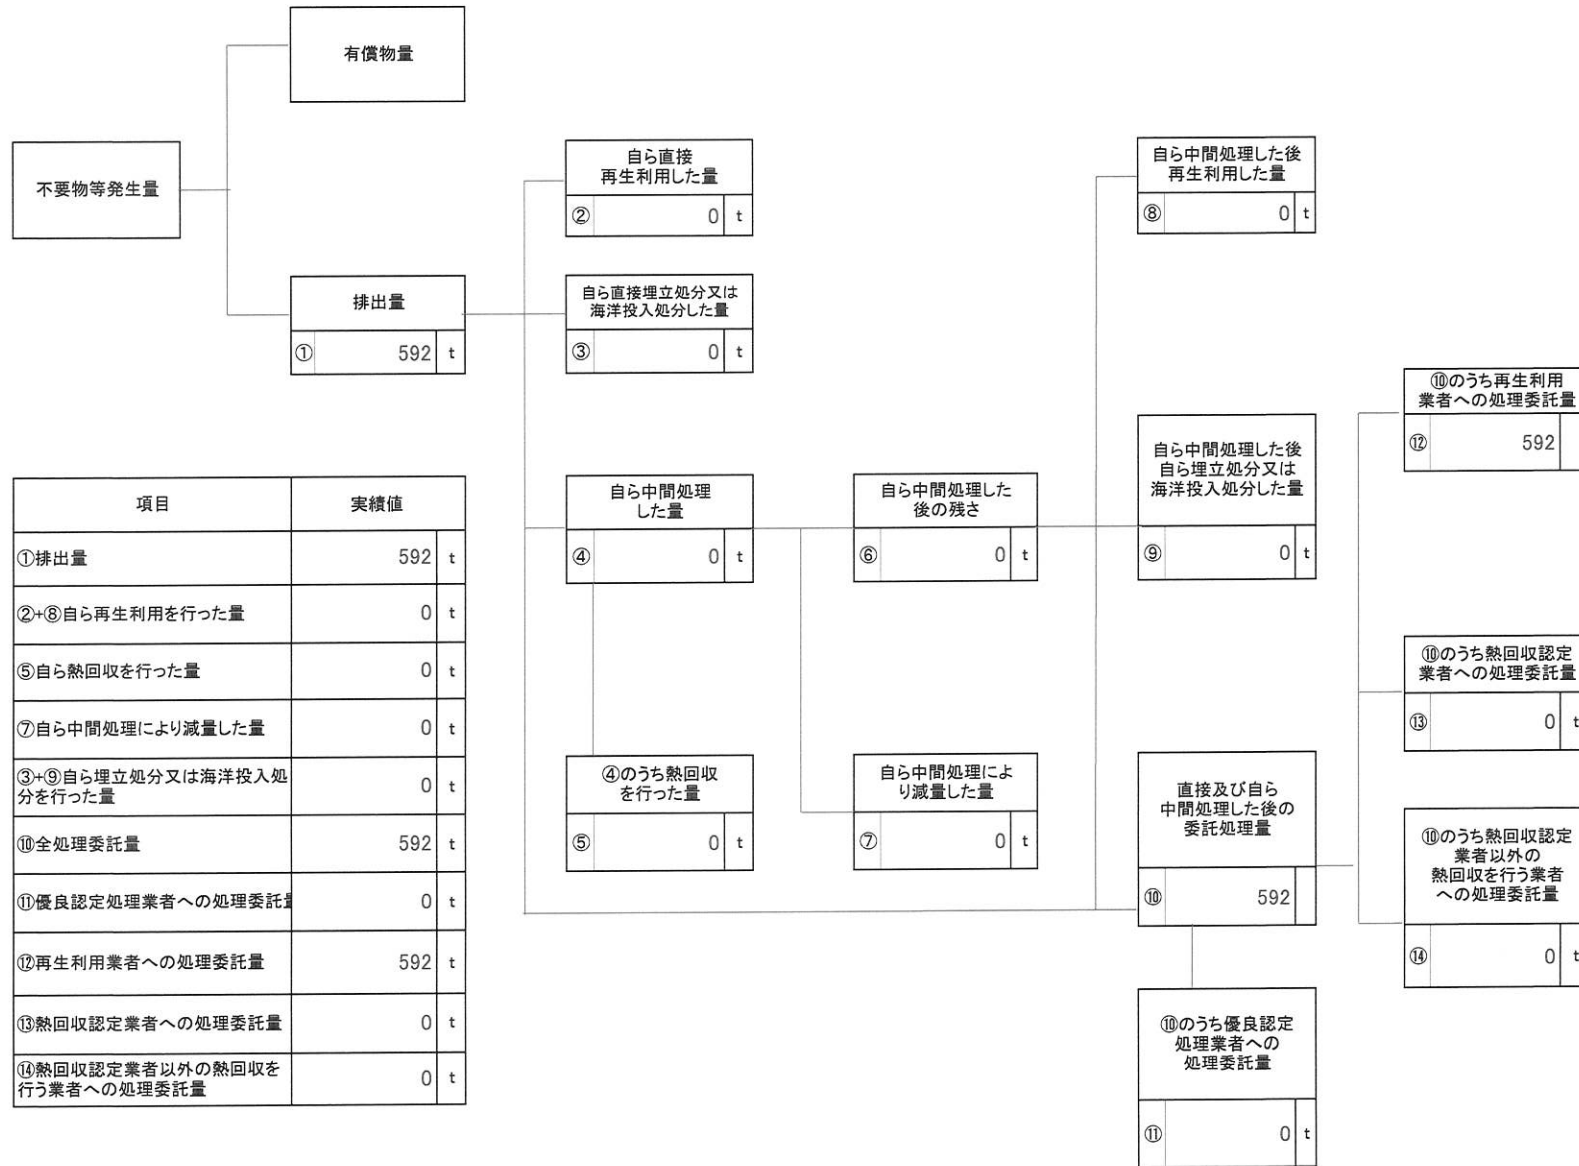 有償物量
不要物等発生量
排出量
① 592 t
自ら直接
再生利用した量
② 0 t
自ら直接埋立処分又は
海洋投入処分した量
③ 0 t
自ら中間処理
した量
④ 0 t
④のうち熱回収
を行った量
⑤ 0 t
自ら中間処理した
後の残さ
⑥ 0 t
自ら中間処理によ
り減量した量
⑦ 0 t
自ら中間処理した後
再生利用した量
⑧ 0 t
自ら中間処理した後
自ら埋立処分又は
海洋投入処分した量
⑨ 0 t
直接及び自ら
中間処理した後の
委託処理量
⑩ 592
⑩のうち優良認定
処理業者への
処理委託量
⑪ 0 t
⑩のうち再生利用
業者への処理委託量
⑫ 592
⑩のうち熱回収認定
業者への処理委託量
⑬ 0 t
⑩のうち熱回収認定
業者以外の
熱回収を行う業者
への処理委託量
⑭ 0 t
項目 実績値
①排出量 592 t
②+⑧自ら再生利用を行った量 0 t
⑤自ら熱回収を行った量 0 t
⑦自ら中間処理により減量した量 0 t
③+⑨自ら埋立処分又は海洋投入処
分を行った量 0 t
⑩全処理委託量 592 t
⑪優良認定処理業者への処理委託量 0 t
⑫再生利用業者への処理委託量 592 t
⑬熱回収認定業者への処理委託量 0 t
⑭熱回収認定業者以外の熱回収を
行う業者への処理委託量 0 t